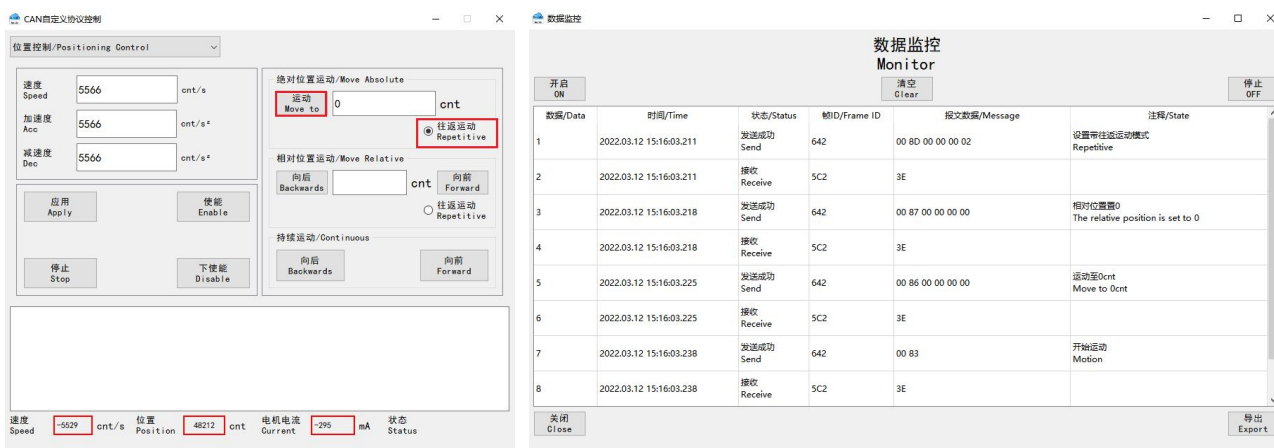 CAN自定义协议控制
位置控制/Positioning Control
速度
Speed
5566
cnt/s
加速度
Acc
5566
cnt/s²
减速度
Dec
5566
cnt/s²
应用
Apply
使能
Enable
停止
Stop
下使能
Disable
绝对位置运动/Move Absolute
运动
Move to
0
cnt
往返运动
Repetitive
相对位置运动/Move Relative
向后
Backwards
cnt
向前
Forward
往返运动
Repetitive
持续运动/Continuous
向后
Backwards
向前
Forward
速度
Speed
-5529
cnt/s
位置
Position
48212
cnt
电机电流
Current
-295
mA
状态
Status
数据监控
数据监控
Monitor
开启
ON
清空
Clear
停止
OFF
数据/Data 时间/Time 状态/Status 帧ID/Frame ID 报文数据/Message 注释/State
1 2022.03.12 15:16:03.211 发送成功 Send 642 00 8D 00 00 00 02 设置带往返运动模式 Repetitive
2 2022.03.12 15:16:03.211 接收 Receive 5C2 3E
3 2022.03.12 15:16:03.218 发送成功 Send 642 00 87 00 00 00 00 相对位置置0 The relative position is set to 0
4 2022.03.12 15:16:03.218 接收 Receive 5C2 3E
5 2022.03.12 15:16:03.225 发送成功 Send 642 00 86 00 00 00 00 运动至0cnt Move to 0cnt
6 2022.03.12 15:16:03.225 接收 Receive 5C2 3E
7 2022.03.12 15:16:03.238 发送成功 Send 642 00 83 开始运动 Motion
8 2022.03.12 15:16:03.238 接收 Receive 5C2 3E
关闭
Close
导出
Export